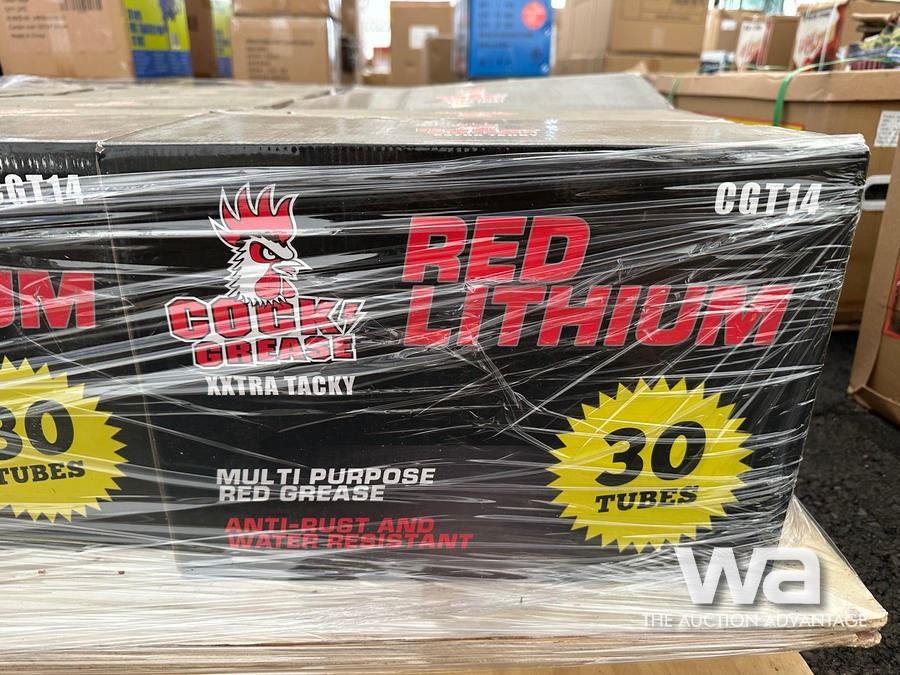 CGT14
CGT14
RED
LITHIUM
COCK!
GREASE
XXTRA TACKY
UM
30
TUBES
30
TUBES
MULTI PURPOSE
RED GREASE
ANTI-RUST AND
WATER RESISTANT
wa
THE AUCTION ADVANTAGE